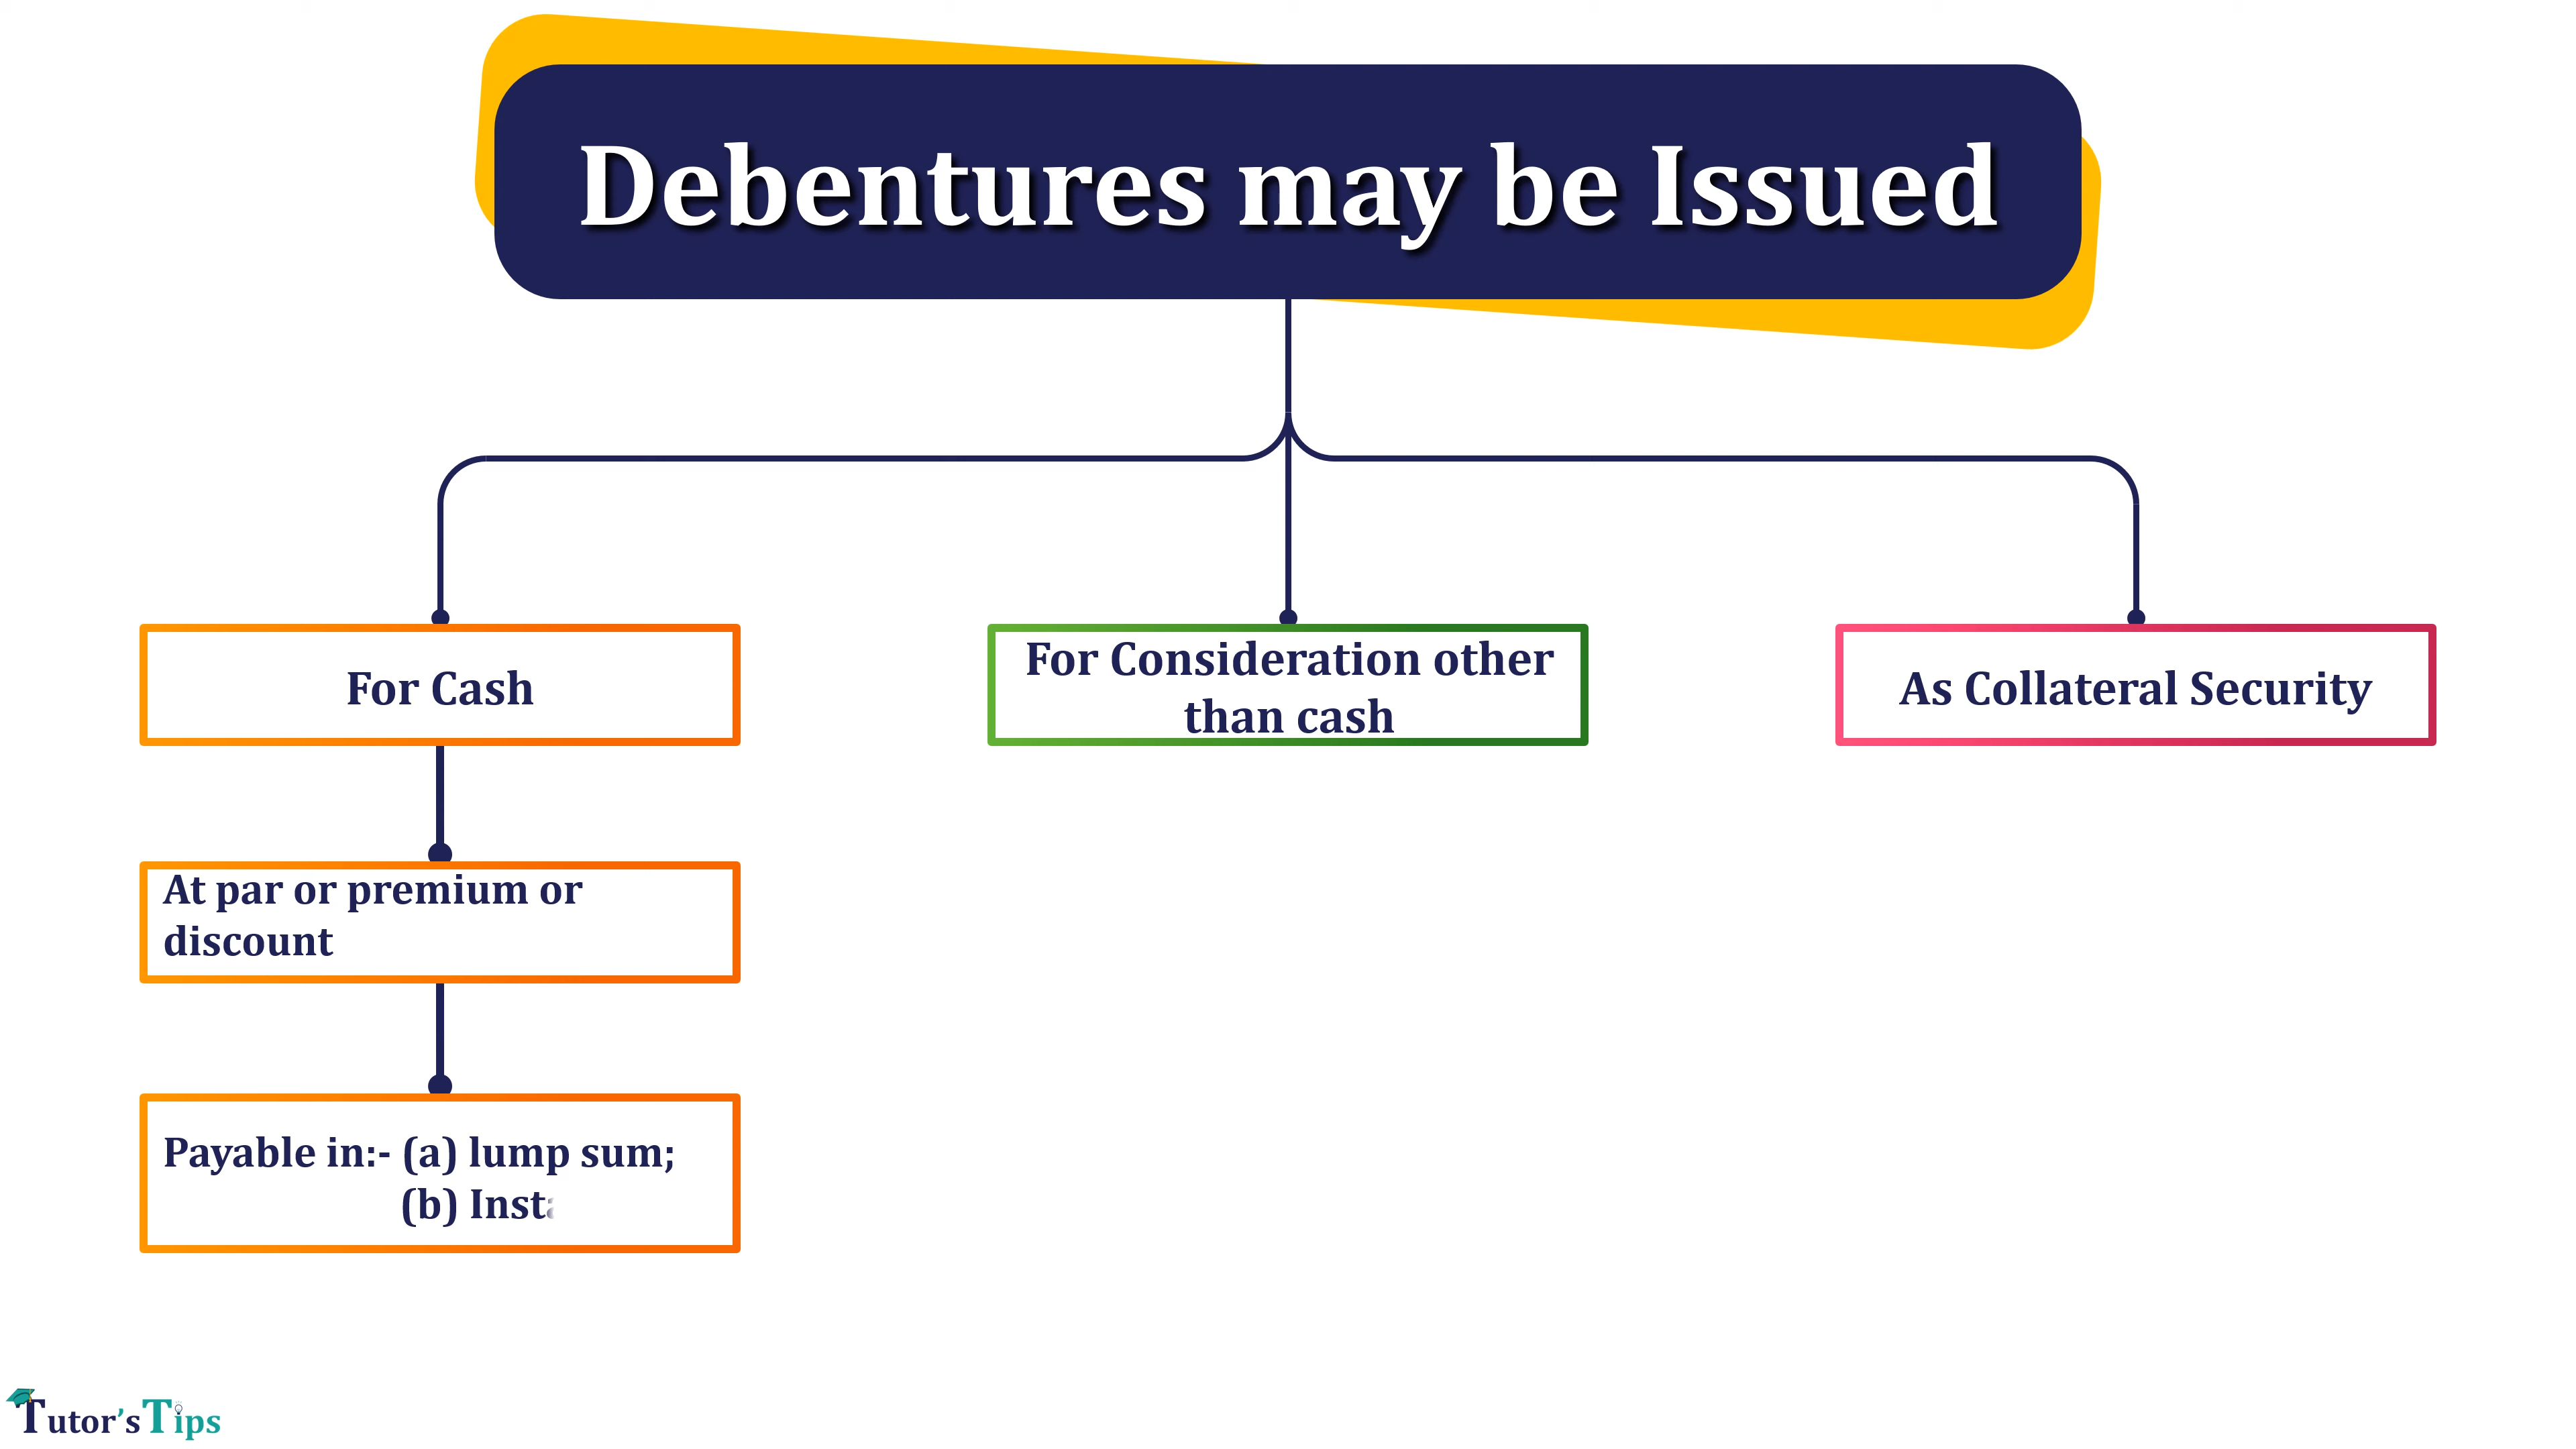 Debentures may be Issued
For Cash
For Consideration other
than cash
As Collateral Security
At par or premium or
discount
Payable in:- (a) lump sum;
(b)
Tutor’sTips